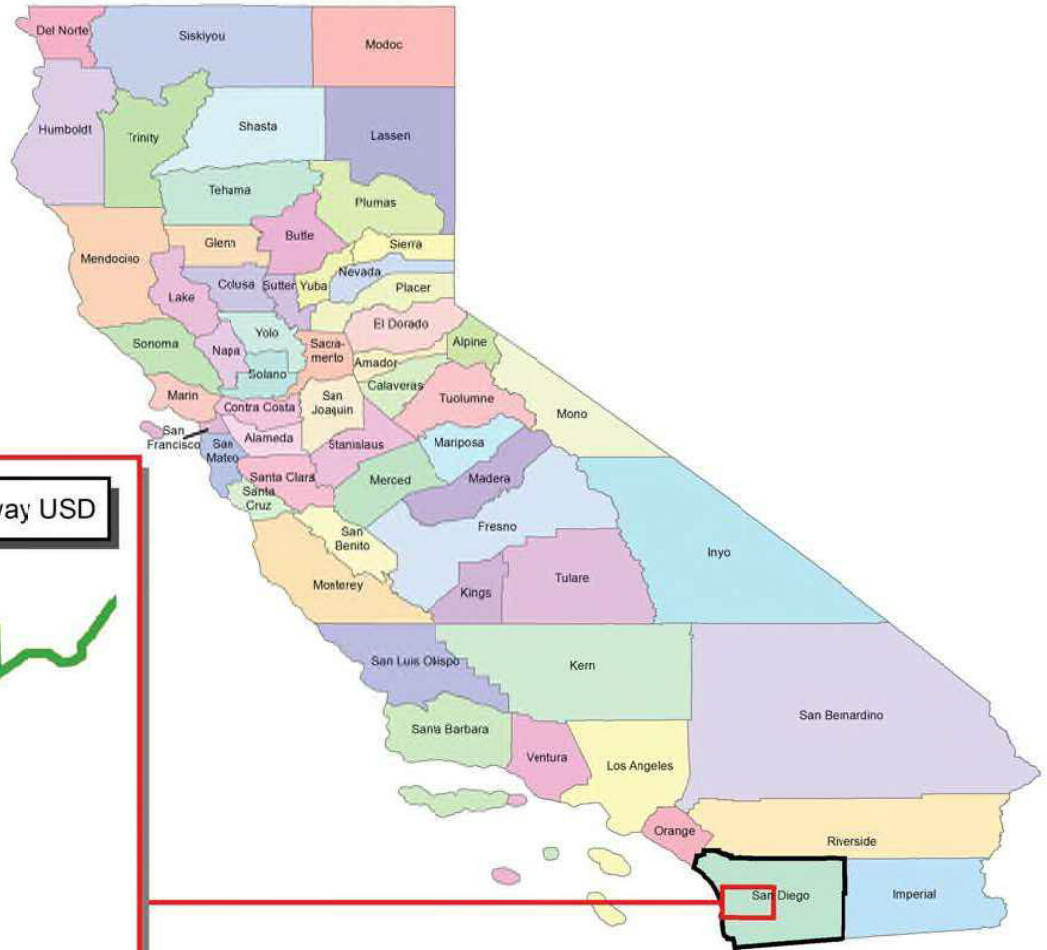 Del Norte
Siskiyou
Modoc
Humboldt
Trinity
Shasta
Lassen
Tehama
Plumas
Mendocino
Glenn
Butte
Sierra
Lake
Colusa
Sutter
Yuba
Nevada
Placer
Sonoma
Napa
Yolo
Sacra-
mento
El Dorado
Alpine
Solano
Amador
Marin
Contra Costa
San
Joaquin
Calaveras
Tuolumne
Mono
San
Francisco
San
Mateo
Alameda
Stanislaus
Mariposa
Santa Clara
Santa
Cruz
Merced
Madera
way USD
San
Benito
Fresno
Inyo
Monterey
Kings
Tulare
San Luis Obispo
Kern
San Bernardino
Santa Barbara
Ventura
Los Angeles
Orange
Riverside
San Diego
Imperial